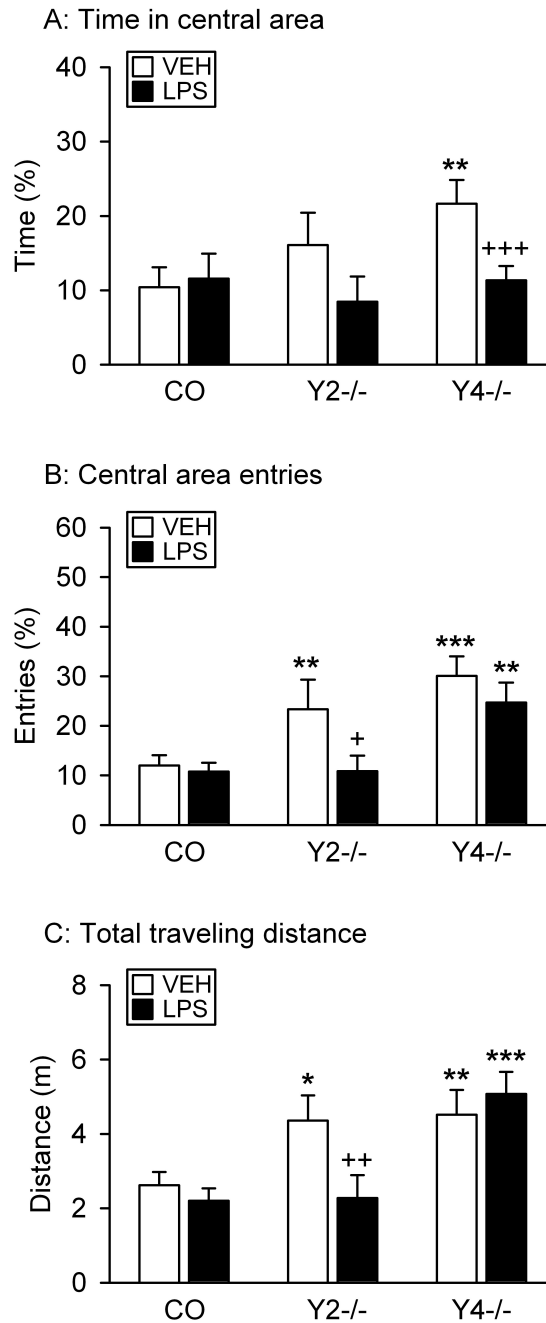 A: Time in central area
VEH
LPS
Time (%)
40
30
20
10
0
**
+++
CO Y2-/- Y4-/-
B: Central area entries
VEH
LPS
Entries (%)
60
50
40
30
20
10
0
**
+
***
**
CO Y2-/- Y4-/-
C: Total traveling distance
VEH
LPS
Distance (m)
8
6
4
2
0
*
++
**
***
CO Y2-/- Y4-/-